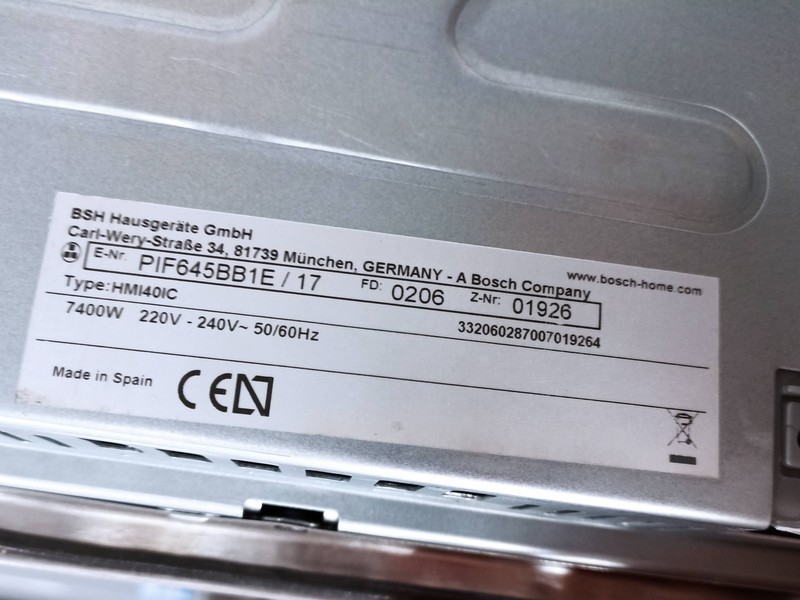 BSH Hausgeräte GmbH
Carl-Wery-Straße 34, 81739 München, GERMANY - A Bosch Company
www.bosch-home.com
E-Nr. PIF645BB1E / 17 FD: 0206 Z-Nr: 01926
Type:HMI40IC
332060287007019264
7400W 220V - 240V~ 50/60Hz
Made in Spain CE N